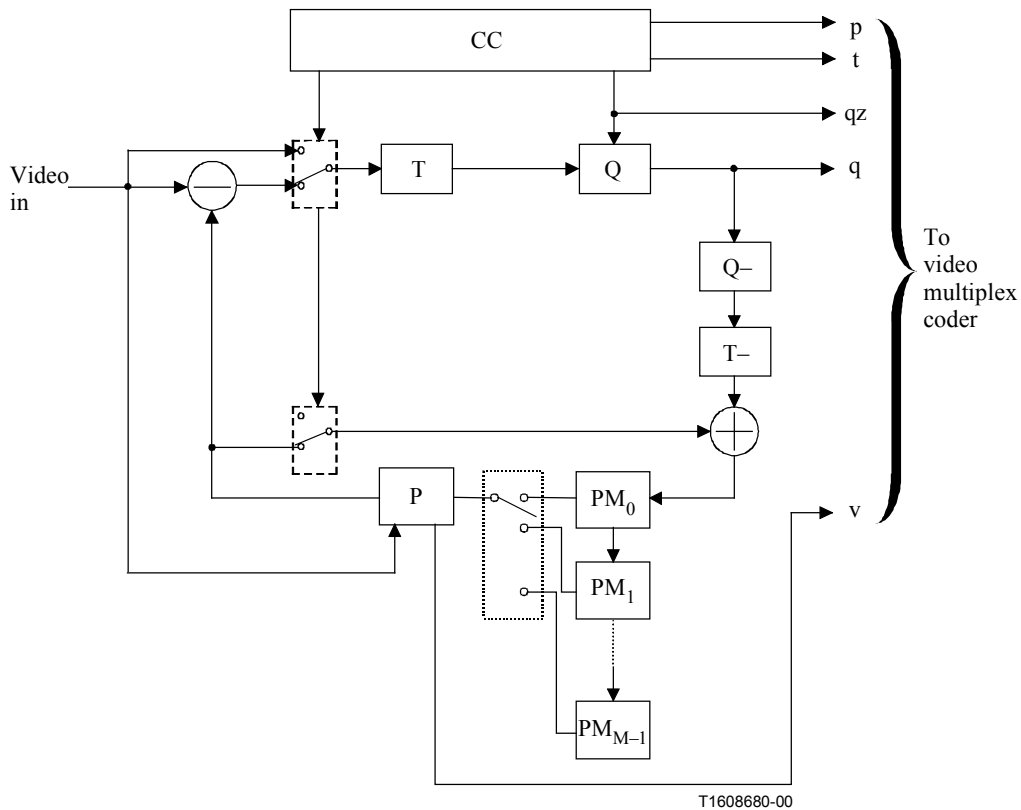 CC
p
t
qz
Video
in
T
Q
q
Q–
T–
To
video
multiplex
coder
P
PM0
v
PM1
PMM–1
T1608680-00